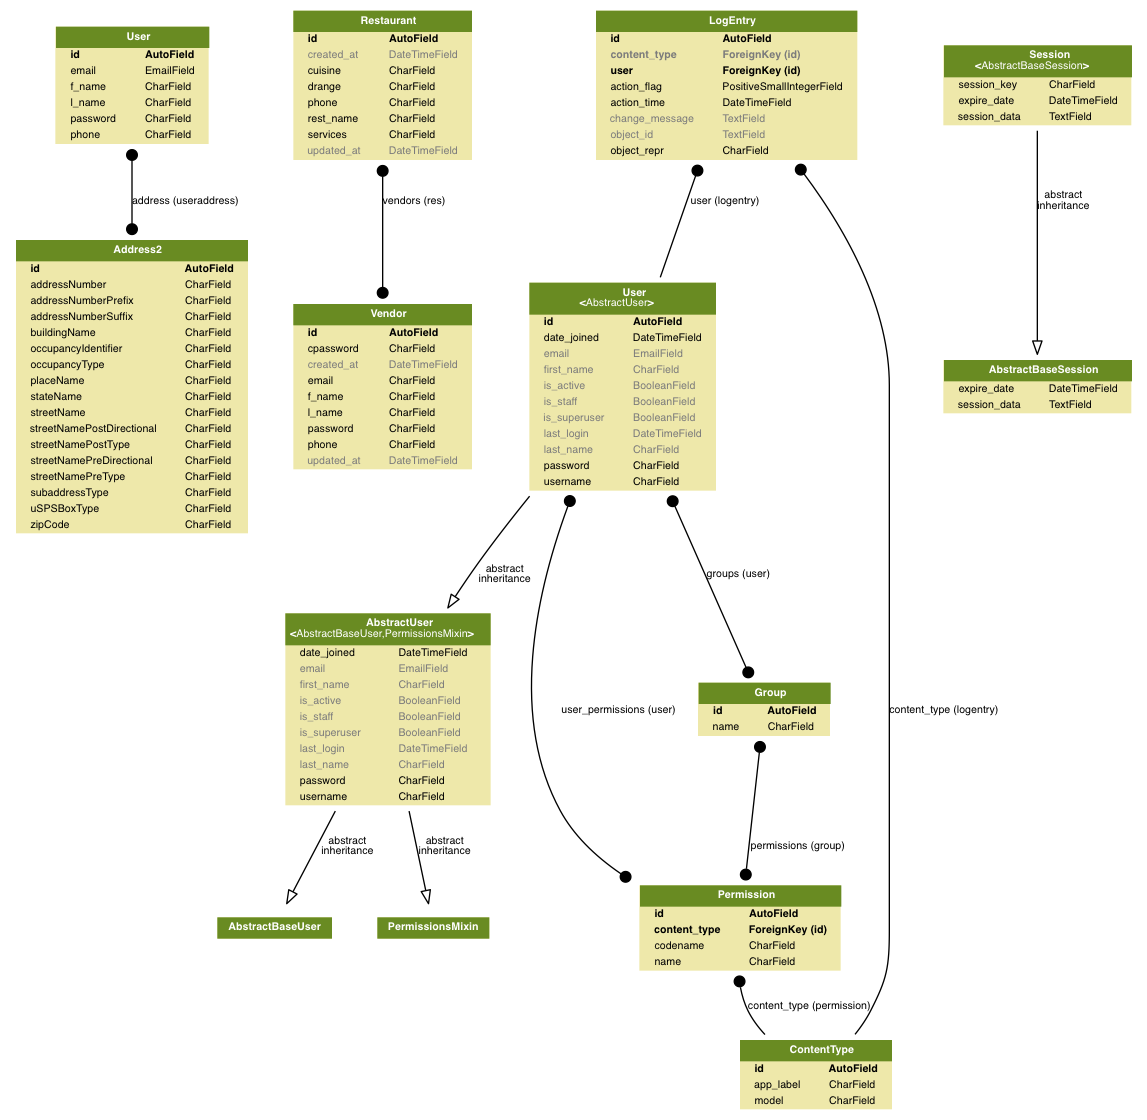 User
id AutoField
email EmailField
f_name CharField
l_name CharField
password CharField
phone CharField
address (useraddress)
Address2
id AutoField
addressNumber CharField
addressNumberPrefix CharField
addressNumberSuffix CharField
buildingName CharField
occupancyIdentifier CharField
occupancyType CharField
placeName CharField
stateName CharField
streetName CharField
streetNamePostDirectional CharField
streetNamePostType CharField
streetNamePreDirectional CharField
streetNamePreType CharField
subaddressType CharField
uSPSBoxType CharField
zipCode CharField
Restaurant
id AutoField
created_at DateTimeField
cuisine CharField
drange CharField
phone CharField
rest_name CharField
services CharField
updated_at DateTimeField
vendors (res)
Vendor
id AutoField
cpassword CharField
created_at DateTimeField
email CharField
f_name CharField
l_name CharField
password CharField
phone CharField
updated_at DateTimeField
LogEntry
id AutoField
content_type ForeignKey (id)
user ForeignKey (id)
action_flag PositiveSmallIntegerField
action_time DateTimeField
change_message TextField
object_id TextField
object_repr CharField
user (logentry)
User
<AbstractUser>
id AutoField
date_joined DateTimeField
email EmailField
first_name CharField
is_active BooleanField
is_staff BooleanField
is_superuser BooleanField
last_login DateTimeField
last_name CharField
password CharField
username CharField
Session
<AbstractBaseSession>
session_key CharField
expire_date DateTimeField
session_data TextField
abstract
inheritance
AbstractBaseSession
expire_date DateTimeField
session_data TextField
abstract
inheritance
groups (user)
AbstractUser
<AbstractBaseUser,PermissionsMixin>
date_joined DateTimeField
email EmailField
first_name CharField
is_active BooleanField
is_staff BooleanField
is_superuser BooleanField
last_login DateTimeField
last_name CharField
password CharField
username CharField
user_permissions (user)
Group
id AutoField
name CharField
content_type (logentry)
abstract
inheritance
abstract
inheritance
permissions (group)
AbstractBaseUser
PermissionsMixin
Permission
id AutoField
content_type ForeignKey (id)
codename CharField
name CharField
content_type (permission)
ContentType
id AutoField
app_label CharField
model CharField